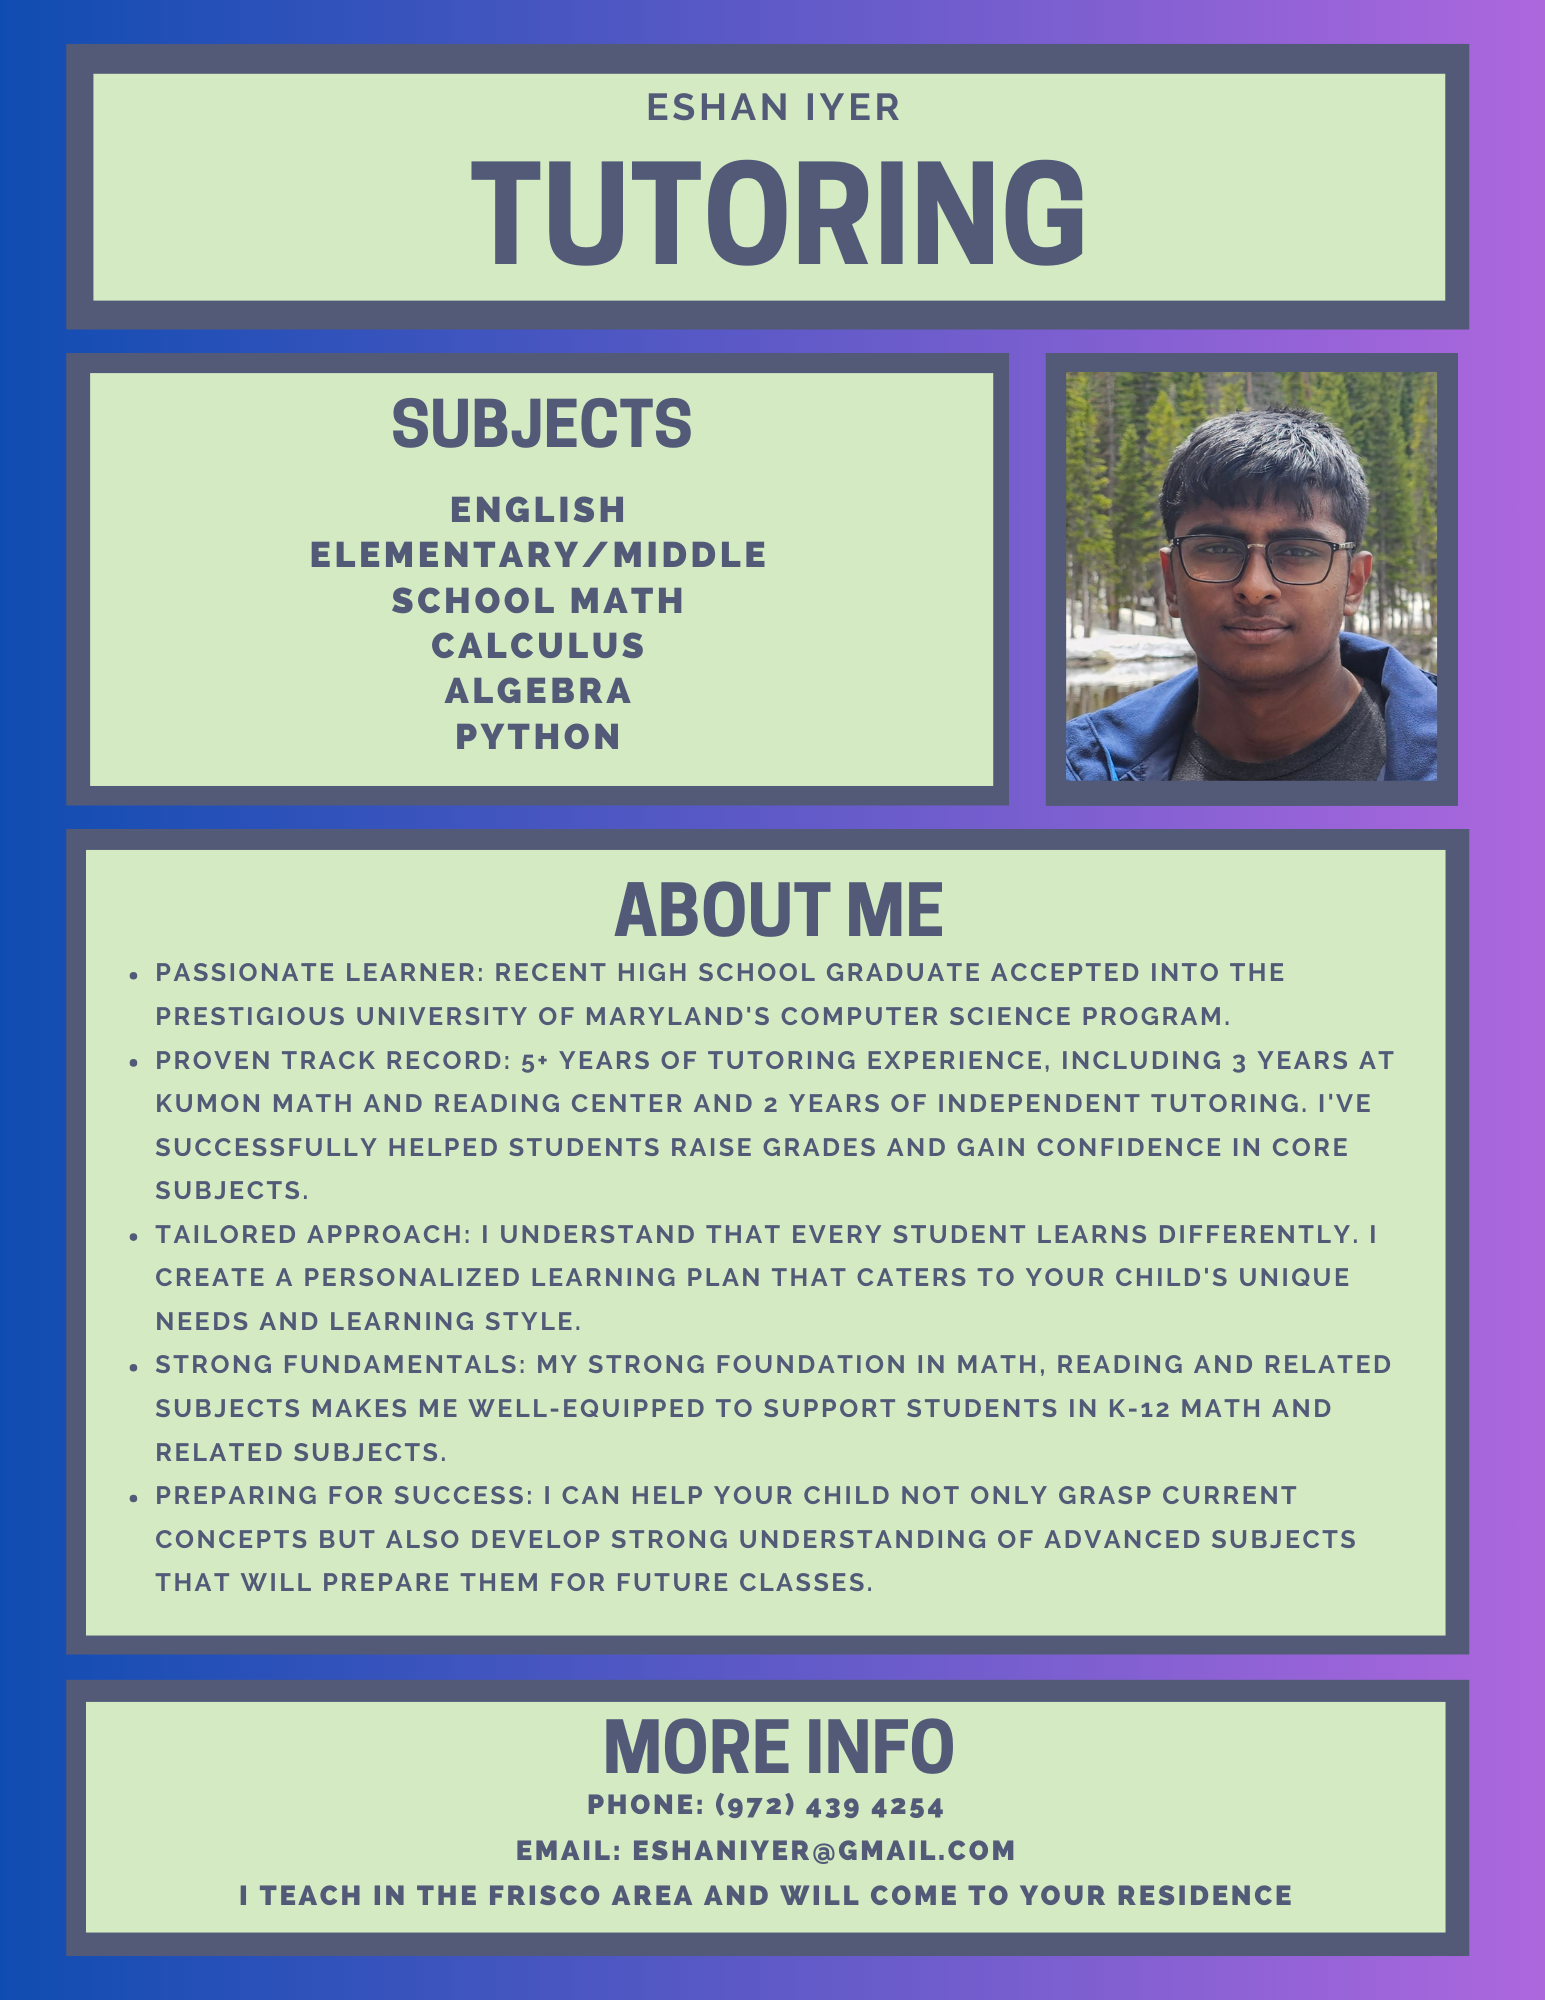 ESHAN IYER
TUTORING
SUBJECTS
ENGLISH
ELEMENTARY/MIDDLE
SCHOOL MATH
CALCULUS
ALGEBRA
PYTHON
ABOUT ME
• PASSIONATE LEARNER: RECENT HIGH SCHOOL GRADUATE ACCEPTED INTO THE
PRESTIGIOUS UNIVERSITY OF MARYLAND'S COMPUTER SCIENCE PROGRAM.
• PROVEN TRACK RECORD: 5+ YEARS OF TUTORING EXPERIENCE, INCLUDING 3 YEARS AT
KUMON MATH AND READING CENTER AND 2 YEARS OF INDEPENDENT TUTORING. I'VE
SUCCESSFULLY HELPED STUDENTS RAISE GRADES AND GAIN CONFIDENCE IN CORE
SUBJECTS.
• TAILORED APPROACH: I UNDERSTAND THAT EVERY STUDENT LEARNS DIFFERENTLY. I
CREATE A PERSONALIZED LEARNING PLAN THAT CATERS TO YOUR CHILD'S UNIQUE
NEEDS AND LEARNING STYLE.
• STRONG FUNDAMENTALS: MY STRONG FOUNDATION IN MATH, READING AND RELATED
SUBJECTS MAKES ME WELL-EQUIPPED TO SUPPORT STUDENTS IN K-12 MATH AND
RELATED SUBJECTS.
• PREPARING FOR SUCCESS: I CAN HELP YOUR CHILD NOT ONLY GRASP CURRENT
CONCEPTS BUT ALSO DEVELOP STRONG UNDERSTANDING OF ADVANCED SUBJECTS
THAT WILL PREPARE THEM FOR FUTURE CLASSES.
MORE INFO
PHONE: (972) 439 4254
EMAIL: ESHANIYER@GMAIL.COM
I TEACH IN THE FRISCO AREA AND WILL COME TO YOUR RESIDENCE